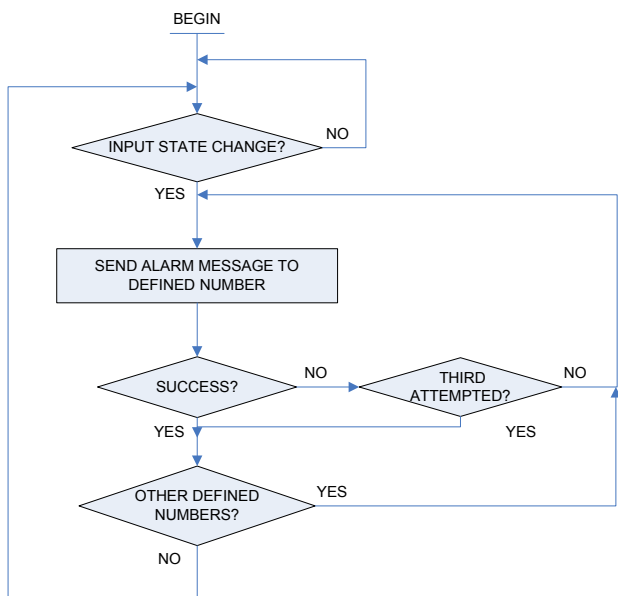 BEGIN
INPUT STATE CHANGE?
NO
YES
SEND ALARM MESSAGE TO
DEFINED NUMBER
SUCCESS?
NO
THIRD
ATTEMPTED?
NO
YES
YES
OTHER DEFINED
NUMBERS?
YES
NO